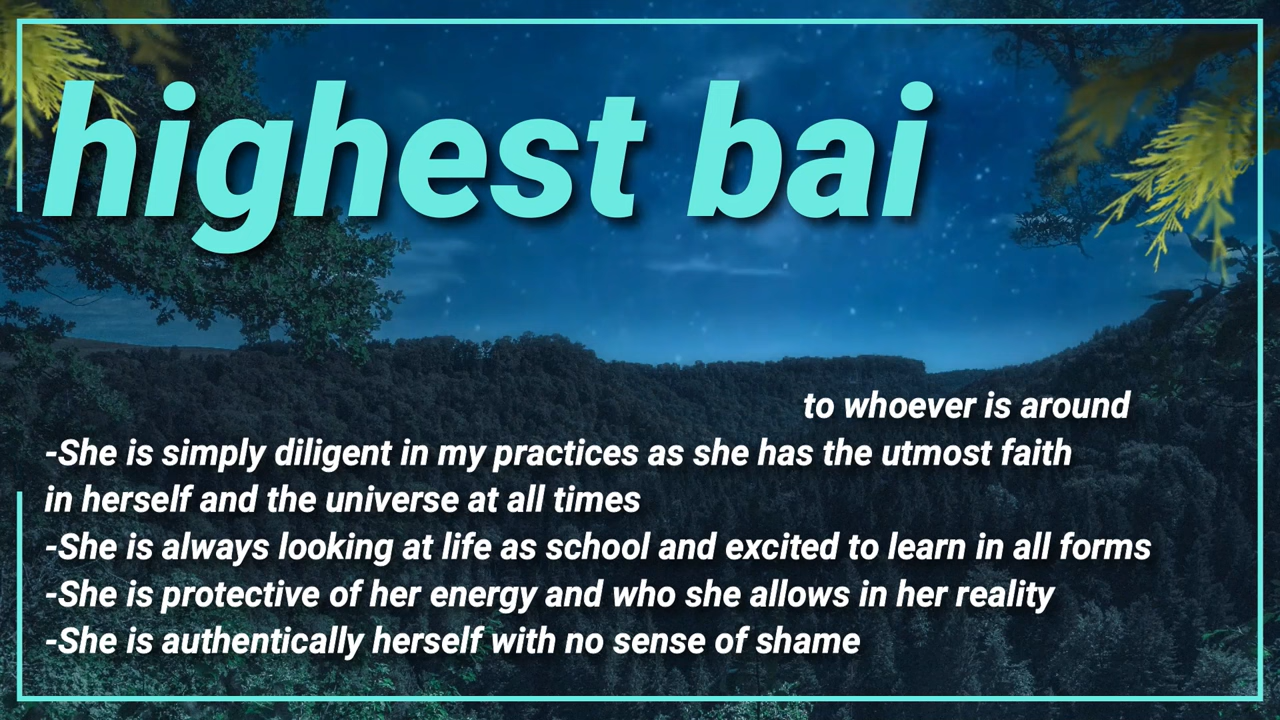 highest bai
to whoever is around
-She is simply diligent in my practices as she has the utmost faith
in herself and the universe at all times
-She is always looking at life as school and excited to learn in all forms
-She is protective of her energy and who she allows in her reality
-She is authentically herself with no sense of shame